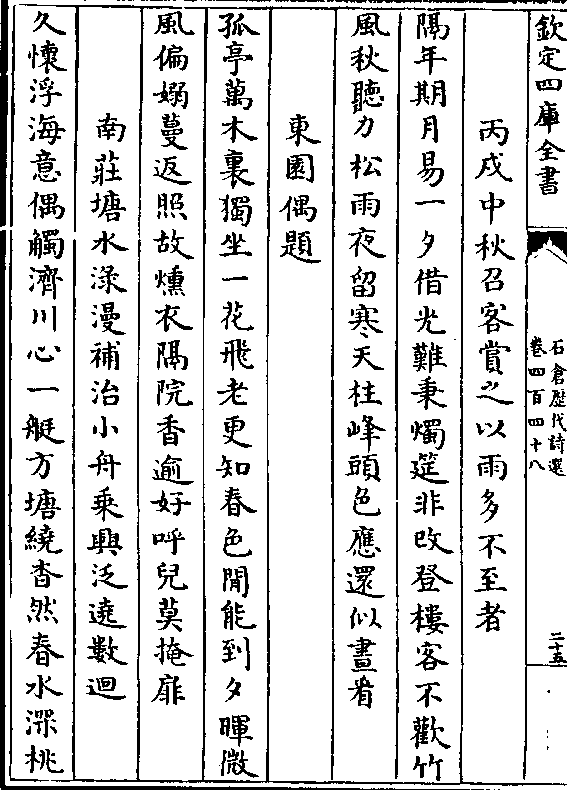 欽定四庫全書
石倉歷代詩選
卷四百四十八
二十五
丙戌中秋召客賞之以雨多不至者
隔年期月易一夕借光難秉燭筵非改登樓客不歡竹
風秋聽力松雨夜留寒天柱峰頭色應還似晝看
東園偶題
孤亭萬木裏獨坐一花飛老更知春色閒能到夕暉微
風偏嫋蔓返照故燻衣隔院香逾好呼兒莫掩扉
南莊塘水淥漫補治小舟乘興泛遶數迴
久懷浮海意偶觸濟川心一艇方塘繞杳然春水深桃